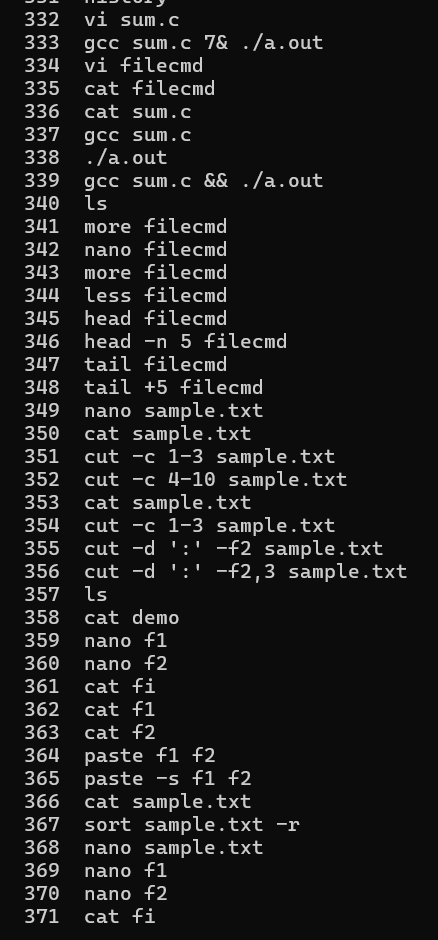 331  history
332  vi sum.c
333  gcc sum.c 7& ./a.out
334  vi filecmd
335  cat filecmd
336  cat sum.c
337  gcc sum.c
338  ./a.out
339  gcc sum.c && ./a.out
340  ls
341  more filecmd
342  nano filecmd
343  more filecmd
344  less filecmd
345  head filecmd
346  head -n 5 filecmd
347  tail filecmd
348  tail +5 filecmd
349  nano sample.txt
350  cat sample.txt
351  cut -c 1-3 sample.txt
352  cut -c 4-10 sample.txt
353  cat sample.txt
354  cut -c 1-3 sample.txt
355  cut -d ':' -f2 sample.txt
356  cut -d ':' -f2,3 sample.txt
357  ls
358  cat demo
359  nano f1
360  nano f2
361  cat fi
362  cat f1
363  cat f2
364  paste f1 f2
365  paste -s f1 f2
366  cat sample.txt
367  sort sample.txt -r
368  nano sample.txt
369  nano f1
370  nano f2
371  cat fi